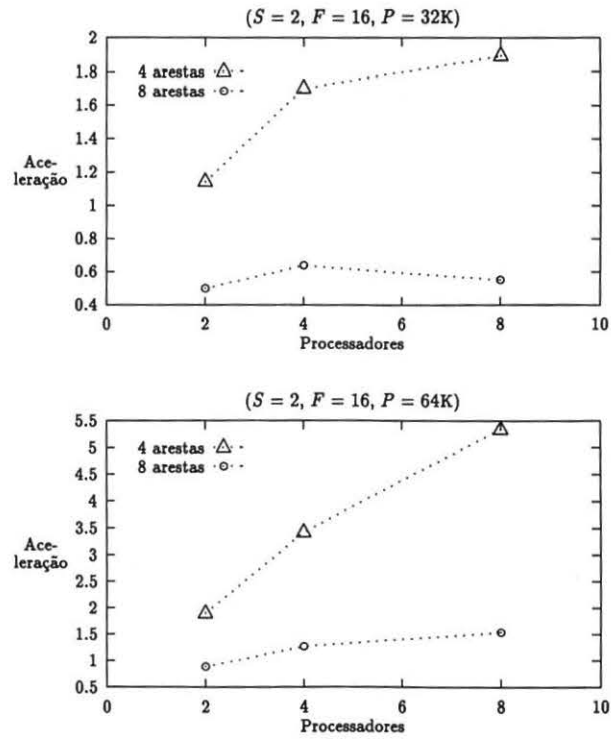 (S = 2, F = 16, P = 32K)
2
1.8
1.6
1.4
1.2
1
0.8
0.6
0.4
4 arestas
8 arestas
Ace-
leração
0 2 4 6 8 10
Processadores
(S = 2, F = 16, P = 64K)
5.5
5
4.5
4
3.5
3
2.5
2
1.5
1
0.5
4 arestas
8 arestas
Ace-
leração
0 2 4 6 8 10
Processadores